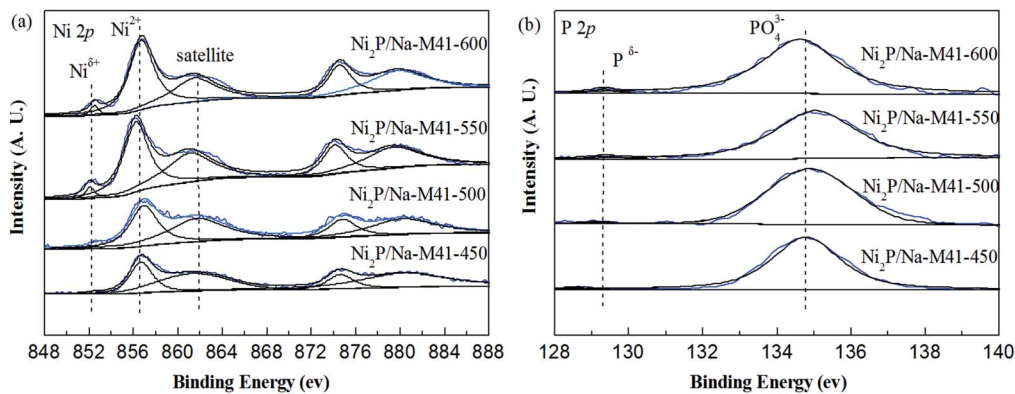 (a)
Ni 2p
Ni²⁺
Niᵟ⁺
satellite
Ni₂P/Na-M41-600
Ni₂P/Na-M41-550
Ni₂P/Na-M41-500
Ni₂P/Na-M41-450
Intensity (A. U.)
848 852 856 860 864 868 872 876 880 884 888
Binding Energy (ev)
(b)
P 2p
P ᵟ⁻
PO₄³⁻
Ni₂P/Na-M41-600
Ni₂P/Na-M41-550
Ni₂P/Na-M41-500
Ni₂P/Na-M41-450
Intensity (A. U.)
128 130 132 134 136 138 140
Binding Energy (ev)